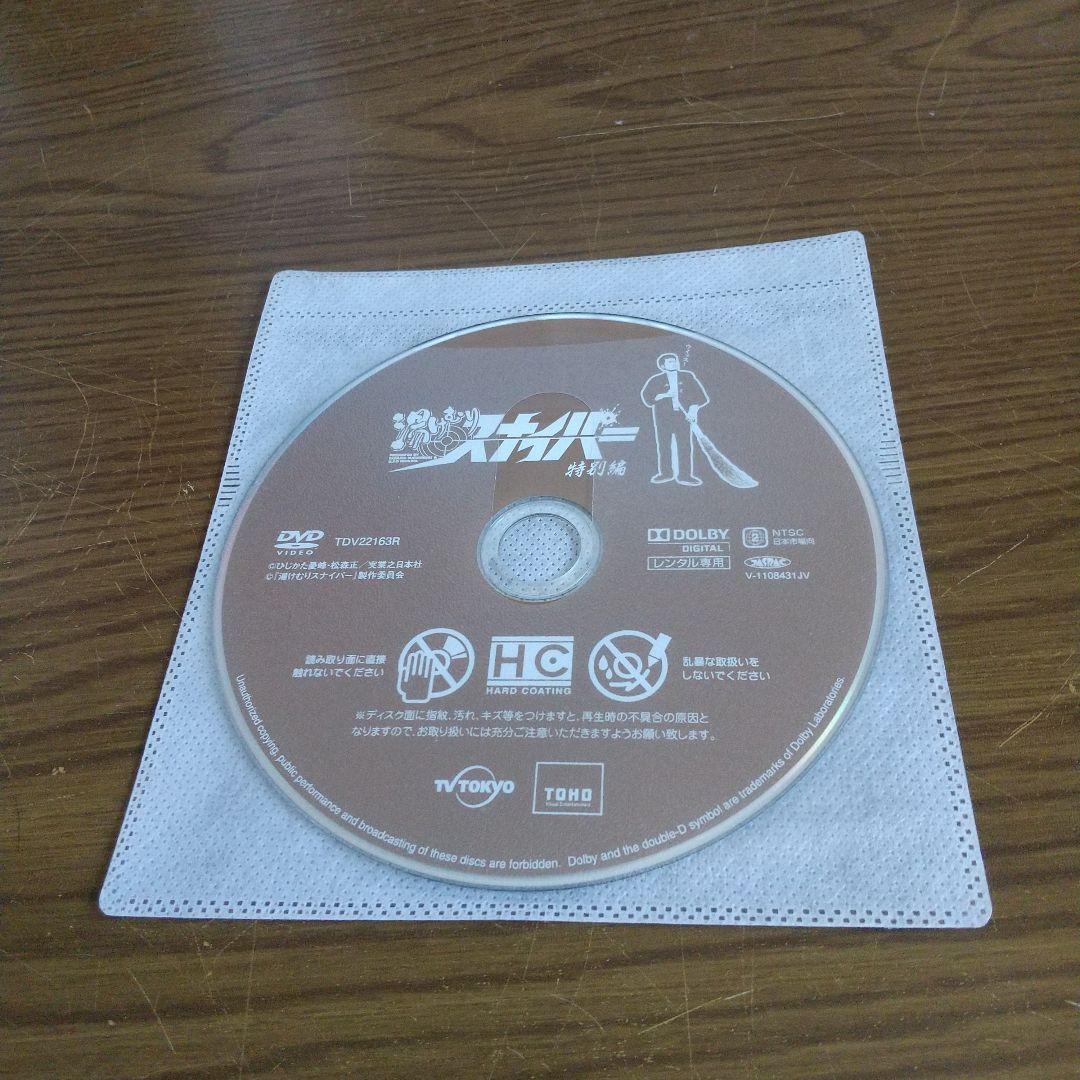 湯けむりスナイパー
特別編
DVD
VIDEO
TDV22163R
©ひじかた憂峰・松森正／実業之日本社
©「湯けむりスナイパー」製作委員会
DOLBY
DIGITAL
レンタル専用
2
NTSC
日本市場向
JASRAC
V-1108431JV
読み取り面に直接
触れないでください
HC
HARD COATING
乱暴な取扱いを
しないでください
※ディスク面に指紋、汚れ、キズ等をつけますと、再生時の不具合の原因と
なりますので、お取り扱いには充分ご注意いただきますようお願い致します。
TV TOKYO
TOHO
Visual Entertainment
Unauthorized copying, public performance and broadcasting of these discs are forbidden. Dolby and the double-D symbol are trademarks of Dolby Laboratories.